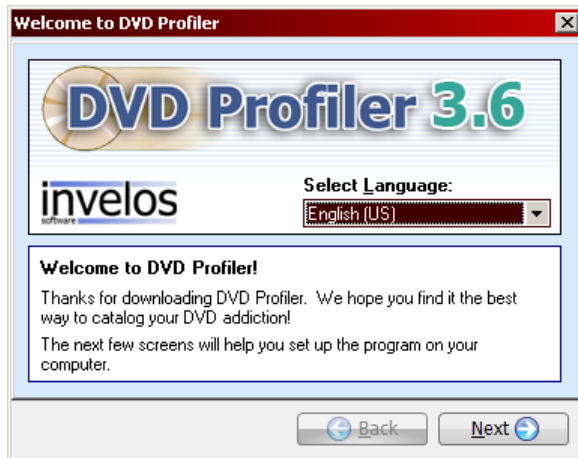 Welcome to DVD Profiler
DVD Profiler 3.6
invelos
software
Select Language:
English (US)
Welcome to DVD Profiler!
Thanks for downloading DVD Profiler. We hope you find it the best
way to catalog your DVD addiction!
The next few screens will help you set up the program on your
computer.
Back
Next